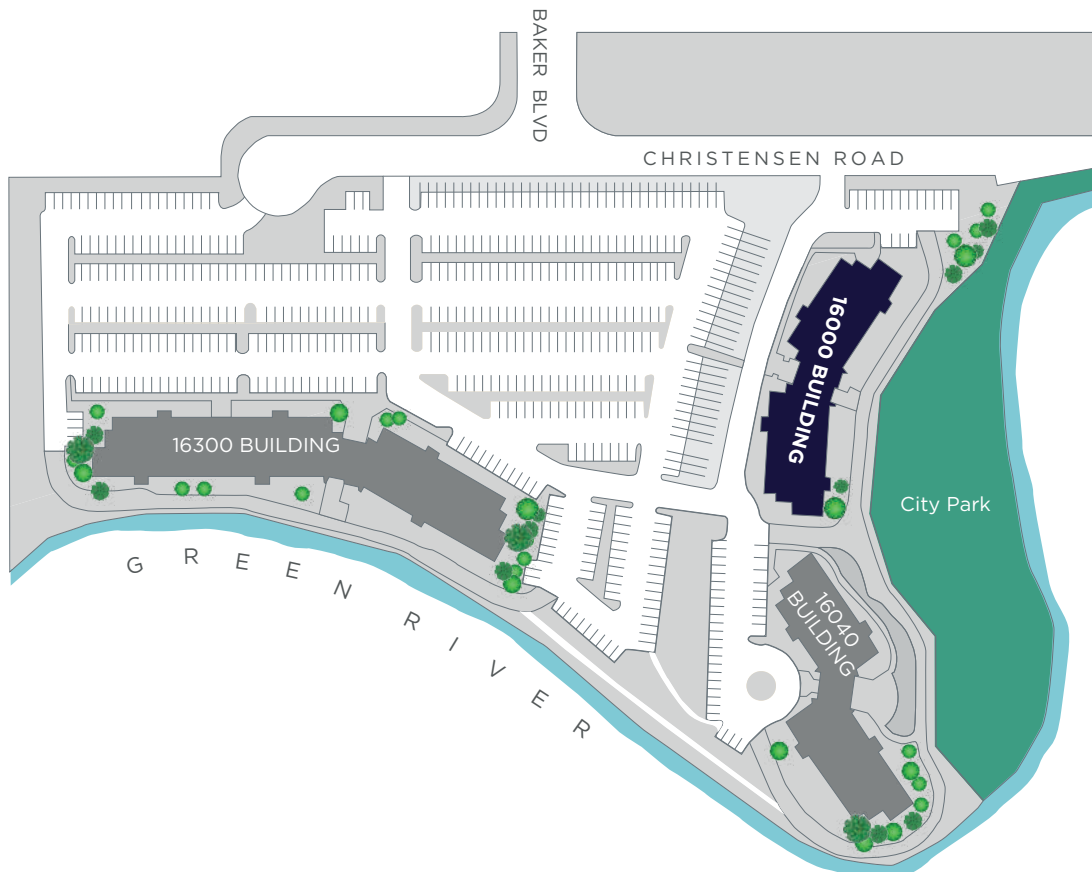 BAKER BLVD
CHRISTENSEN ROAD
16000 BUILDING
16300 BUILDING
City Park
GREEN RIVER
16040
BUILDING